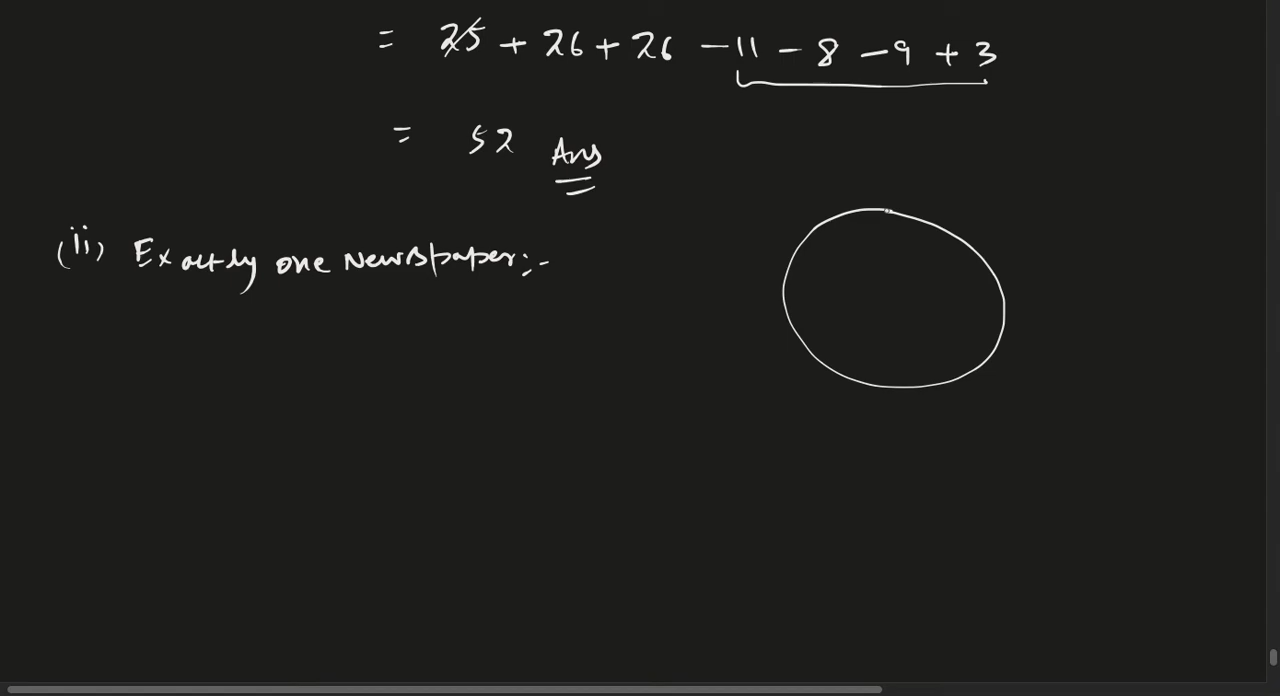 = 25 + 26 + 26 - 11 - 8 - 9 + 3
= 52 Ans
(ii) Exactly one Newspaper:-